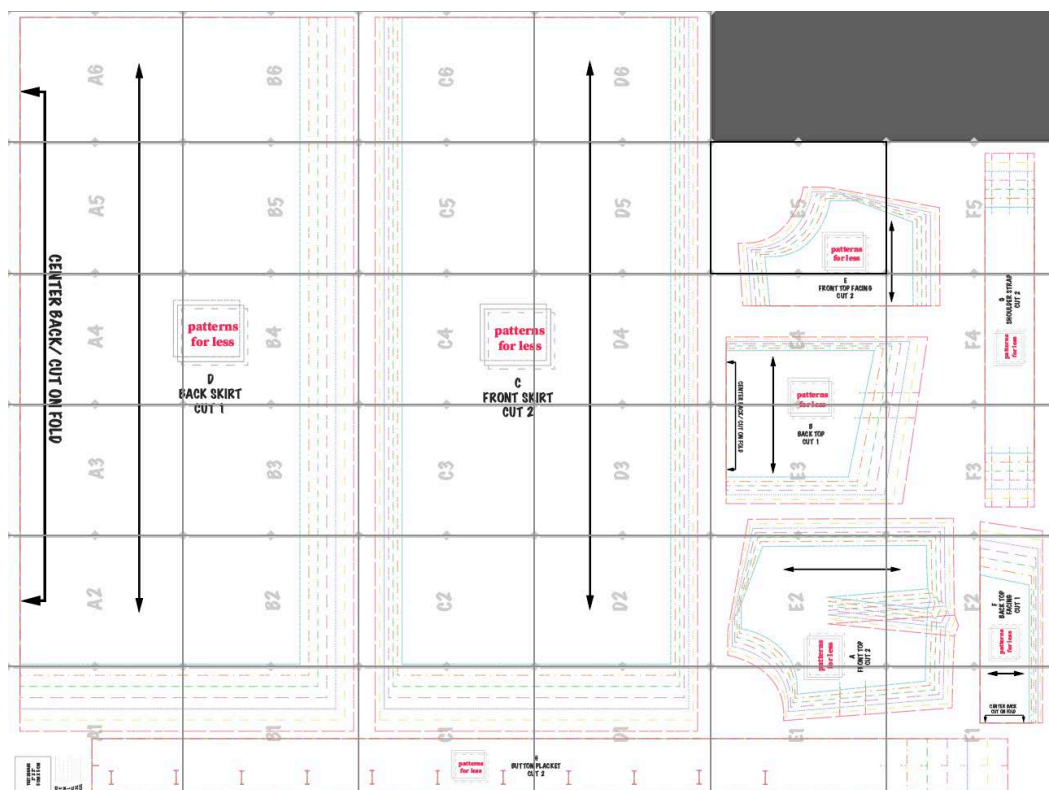 A6
B6
C6
D6
A5
B5
C5
D5
E5
F5
CENTER BACK/ CUT ON FOLD
A4
B4
C4
D4
E4
F4
patterns
for less
D
BACK SKIRT
CUT 1
patterns
for less
C
FRONT SKIRT
CUT 2
patterns
for less
E
FRONT TOP FACING
CUT 2
G
SHOULDER STRAP
CUT 2
patterns
for less
CENTER BACK/ CUT ON FOLD
patterns
for less
B
BACK TOP
CUT 1
A3
B3
C3
D3
E3
F3
A2
B2
C2
D2
E2
F2
patterns
for less
A
FRONT TOP
CUT 2
F
BACK TOP
FACING
CUT 1
patterns
for less
CENTER BACK
CUT ON FOLD
A1
B1
C1
D1
E1
F1
patterns
for less
BUTTON PLACKET
CUT 2